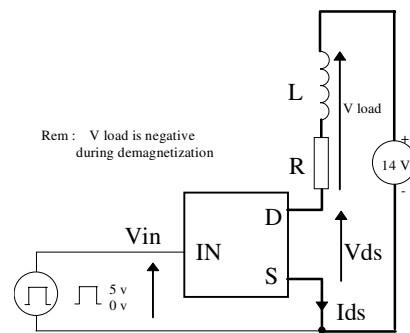 L
V load
Rem : V load is negative
during demagnetization
R
+
14 V
-
D
Vin
IN
Vds
S
5 v
0 v
Ids